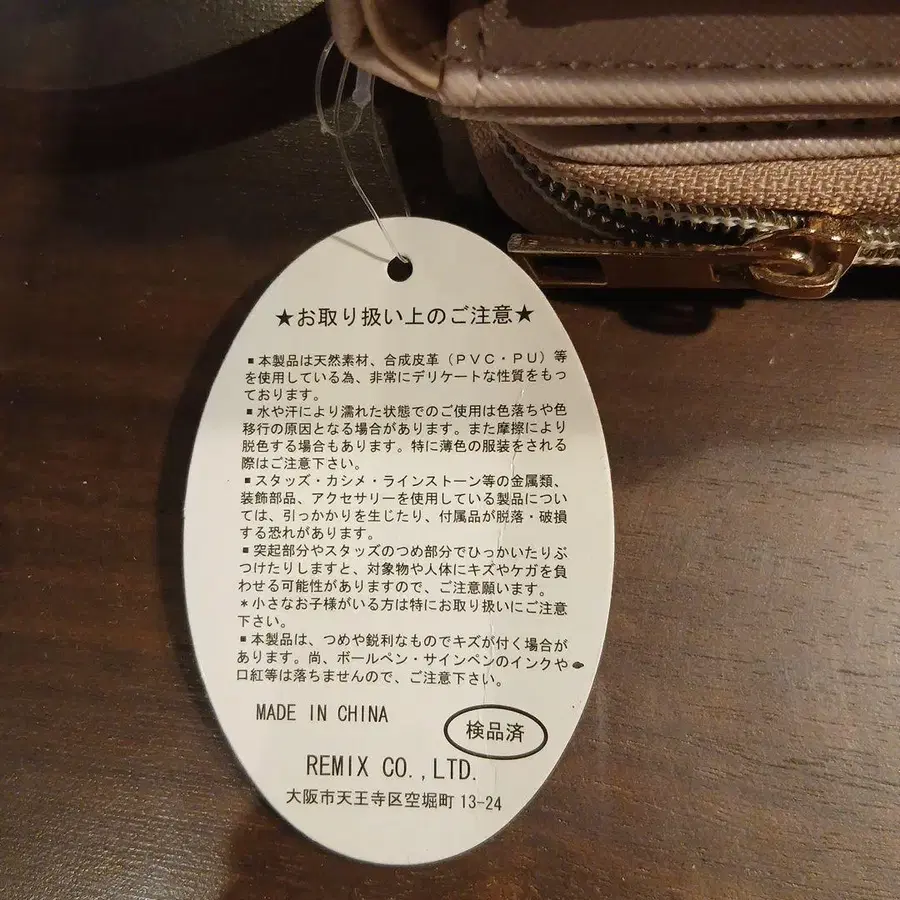 ★お取り扱い上のご注意★
▪本製品は天然素材、合成皮革（PVC・PU）等
を使用している為、非常にデリケートな性質をもっ
ております。
▪水や汗により濡れた状態でのご使用は色落ちや色
移行の原因となる場合があります。また摩擦により
脱色する場合もあります。特に薄色の服装をされる
際はご注意下さい。
▪スタッズ・カシメ・ラインストーン等の金属類、
装飾部品、アクセサリーを使用している製品につい
ては、引っかかりを生じたり、付属品が脱落・破損
する恐れがあります。
▪突起部分やスタッズのつめ部分でひっかいたりぶ
つけたりしますと、対象物や人体にキズやケガを負
わせる可能性がありますので、ご注意願います。
*小さなお子様がいる方は特にお取り扱いにご注意
下さい。
▪本製品は、つめや鋭利なものでキズが付く場合が
あります。尚、ボールペン・サインペンのインクや
口紅等は落ちませんので、ご注意下さい。
MADE IN CHINA
検品済
REMIX CO.,LTD.
大阪市天王寺区空堀町 13-24